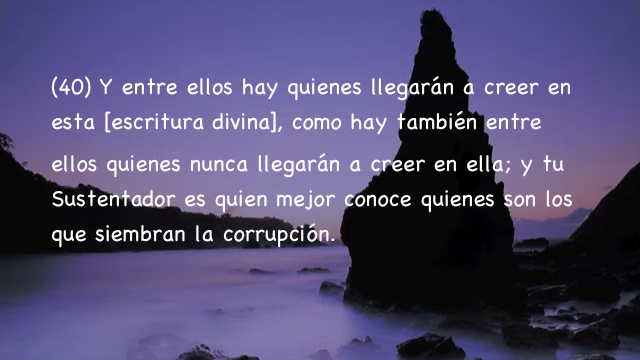 (40) Y entre ellos hay quienes llegarán a creer en
esta [escritura divina], como hay también entre
ellos quienes nunca llegarán a creer en ella; y tu
Sustentador es quien mejor conoce quienes son los
que siembran la corrupción.